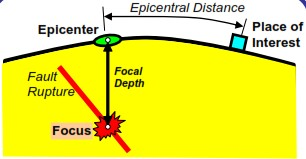 Epicentral Distance
Epicenter
Place of
Interest
Fault
Rupture
Focal
Depth
Focus